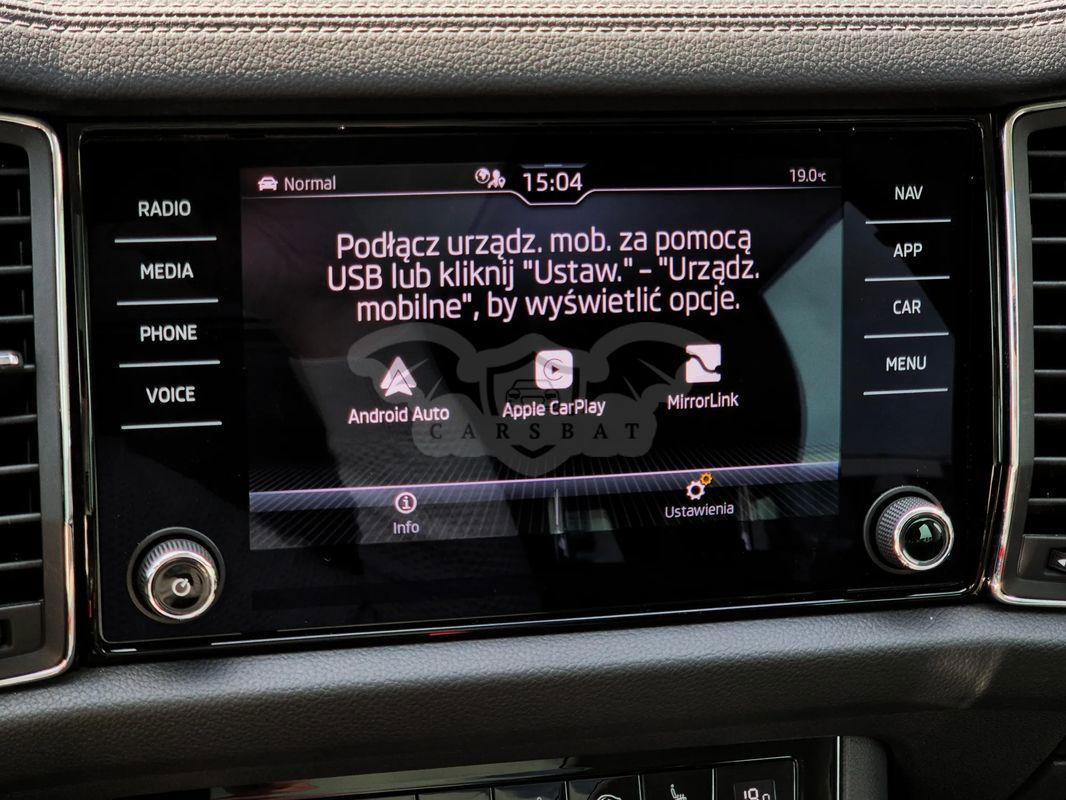 Normal
15:04
19.0°C
RADIO
MEDIA
PHONE
VOICE
NAV
APP
CAR
MENU
Podłącz urządz. mob. za pomocą
USB lub kliknij "Ustaw." - "Urządz.
mobilne", by wyświetlić opcje.
Android Auto
Apple CarPlay
MirrorLink
CARSBAT
Info
Ustawienia